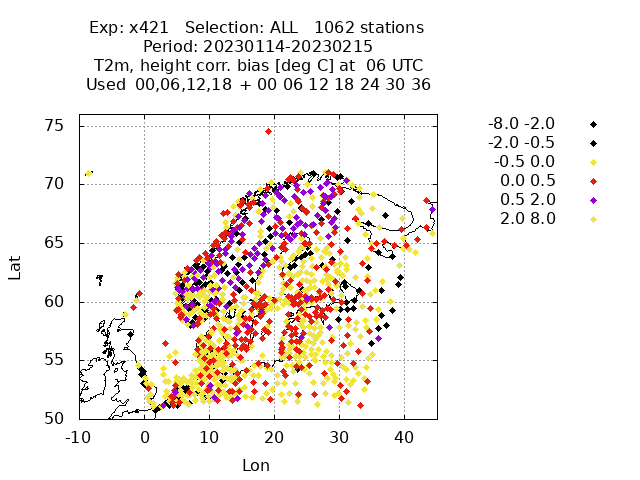 Exp: x421 Selection: ALL 1062 stations
Period: 20230114-20230215
T2m, height corr. bias [deg C] at 06 UTC
Used 00,06,12,18 + 00 06 12 18 24 30 36
-8.0 -2.0
-2.0 -0.5
-0.5 0.0
0.0 0.5
0.5 2.0
2.0 8.0
75
70
65
60
55
50
Lat
-10 0 10 20 30 40
Lon